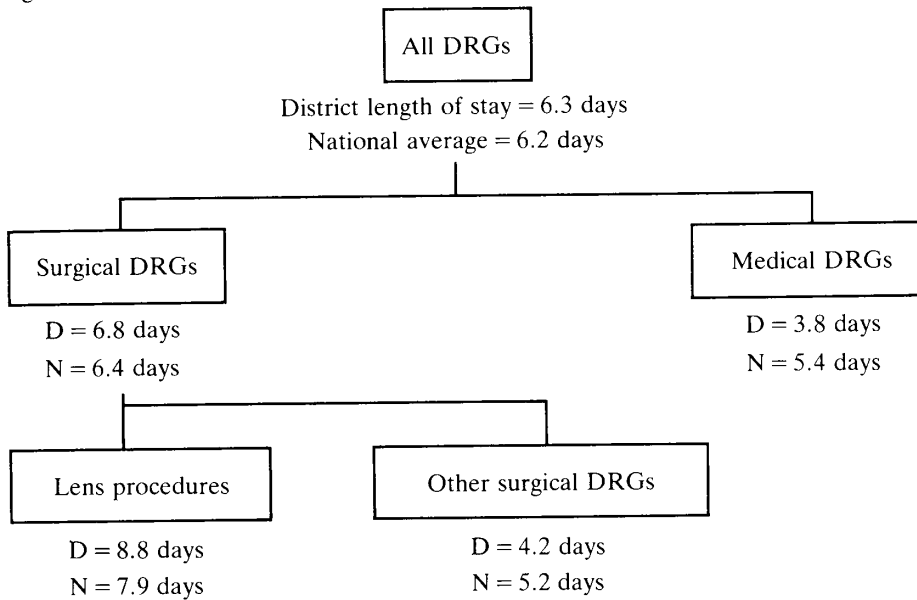 All DRGs
District length of stay = 6.3 days
National average = 6.2 days
Surgical DRGs
D = 6.8 days
N = 6.4 days
Medical DRGs
D = 3.8 days
N = 5.4 days
Lens procedures
D = 8.8 days
N = 7.9 days
Other surgical DRGs
D = 4.2 days
N = 5.2 days